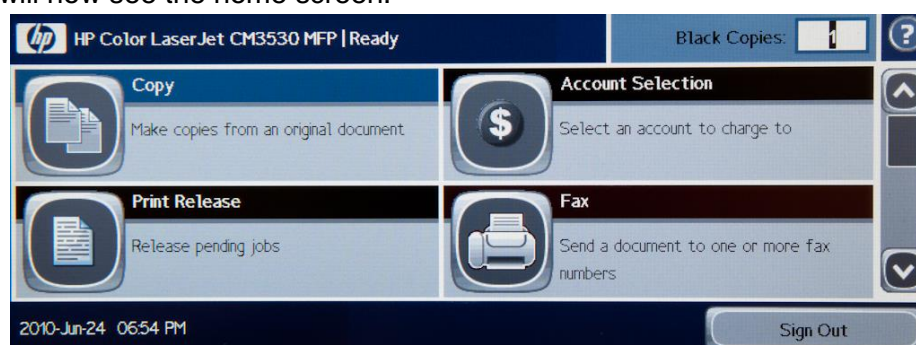 will now see the home screen.
hp HP Color LaserJet CM3530 MFP | Ready
Black Copies: 1
?
Copy
Make copies from an original document
Account Selection
$
Select an account to charge to
Print Release
Release pending jobs
Fax
Send a document to one or more fax
numbers
2010-Jun-24 06:54 PM
Sign Out